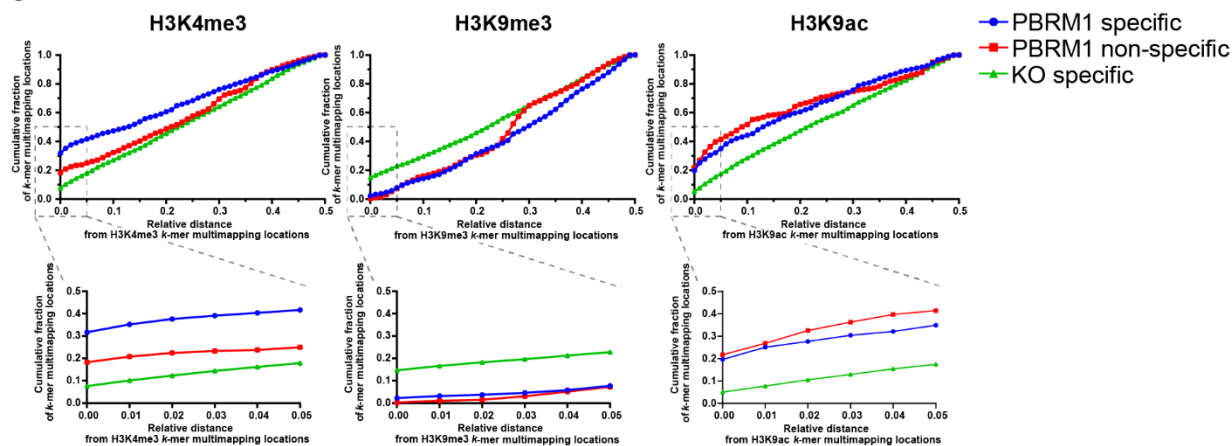 H3K4me3
H3K9me3
H3K9ac
PBRM1 specific
PBRM1 non-specific
KO specific
Cumulative fraction
of k-mer multimapping locations
1.0
0.8
0.6
0.4
0.2
0.0
0.0 0.1 0.2 0.3 0.4 0.5
Relative distance
from H3K4me3 k-mer multimapping locations
Cumulative fraction
of k-mer multimapping locations
1.0
0.8
0.6
0.4
0.2
0.0
0.0 0.1 0.2 0.3 0.4 0.5
Relative distance
from H3K9me3 k-mer multimapping locations
Cumulative fraction
of k-mer multimapping locations
1.0
0.8
0.6
0.4
0.2
0.0
0.0 0.1 0.2 0.3 0.4 0.5
Relative distance
from H3K9ac k-mer multimapping locations
Cumulative fraction
of k-mer multimapping locations
0.5
0.4
0.3
0.2
0.1
0.0
0.00 0.01 0.02 0.03 0.04 0.05
Relative distance
from H3K4me3 k-mer multimapping locations
Cumulative fraction
of k-mer multimapping locations
0.5
0.4
0.3
0.2
0.1
0.0
0.00 0.01 0.02 0.03 0.04 0.05
Relative distance
from H3K9me3 k-mer multimapping locations
Cumulative fraction
of k-mer multimapping locations
0.5
0.4
0.3
0.2
0.1
0.0
0.00 0.01 0.02 0.03 0.04 0.05
Relative distance
from H3K9ac k-mer multimapping locations